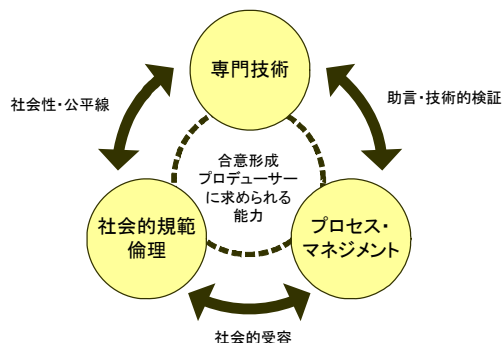 専門技術
社会性・公平線
助言・技術的検証
合意形成
プロデューサー
に求められる
能力
社会的規範
倫理
プロセス・
マネジメント
社会的受容